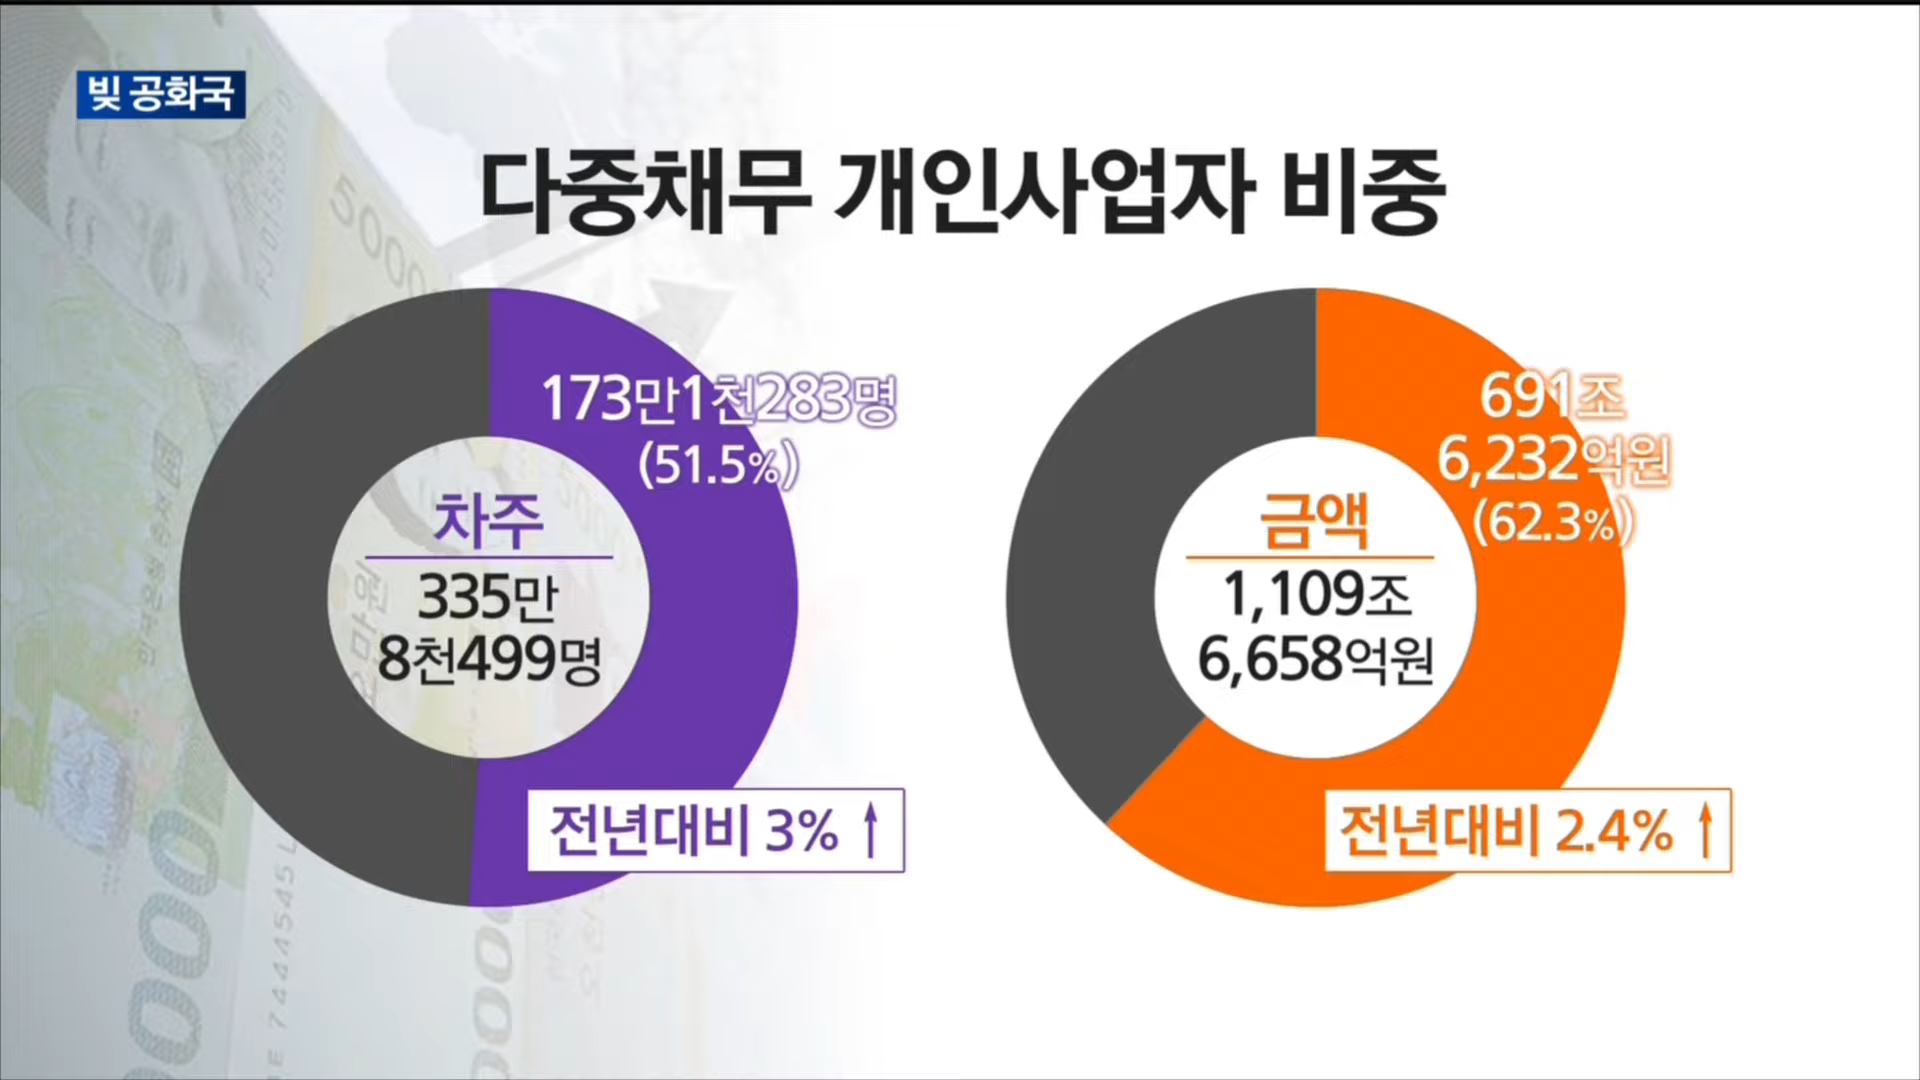 빚 공화국
다중채무 개인사업자 비중
173만1천283명
(51.5%)
차주
335만
8천499명
전년대비 3% ↑
691조
6,232억원
(62.3%)
금액
1,109조
6,658억원
전년대비 2.4% ↑